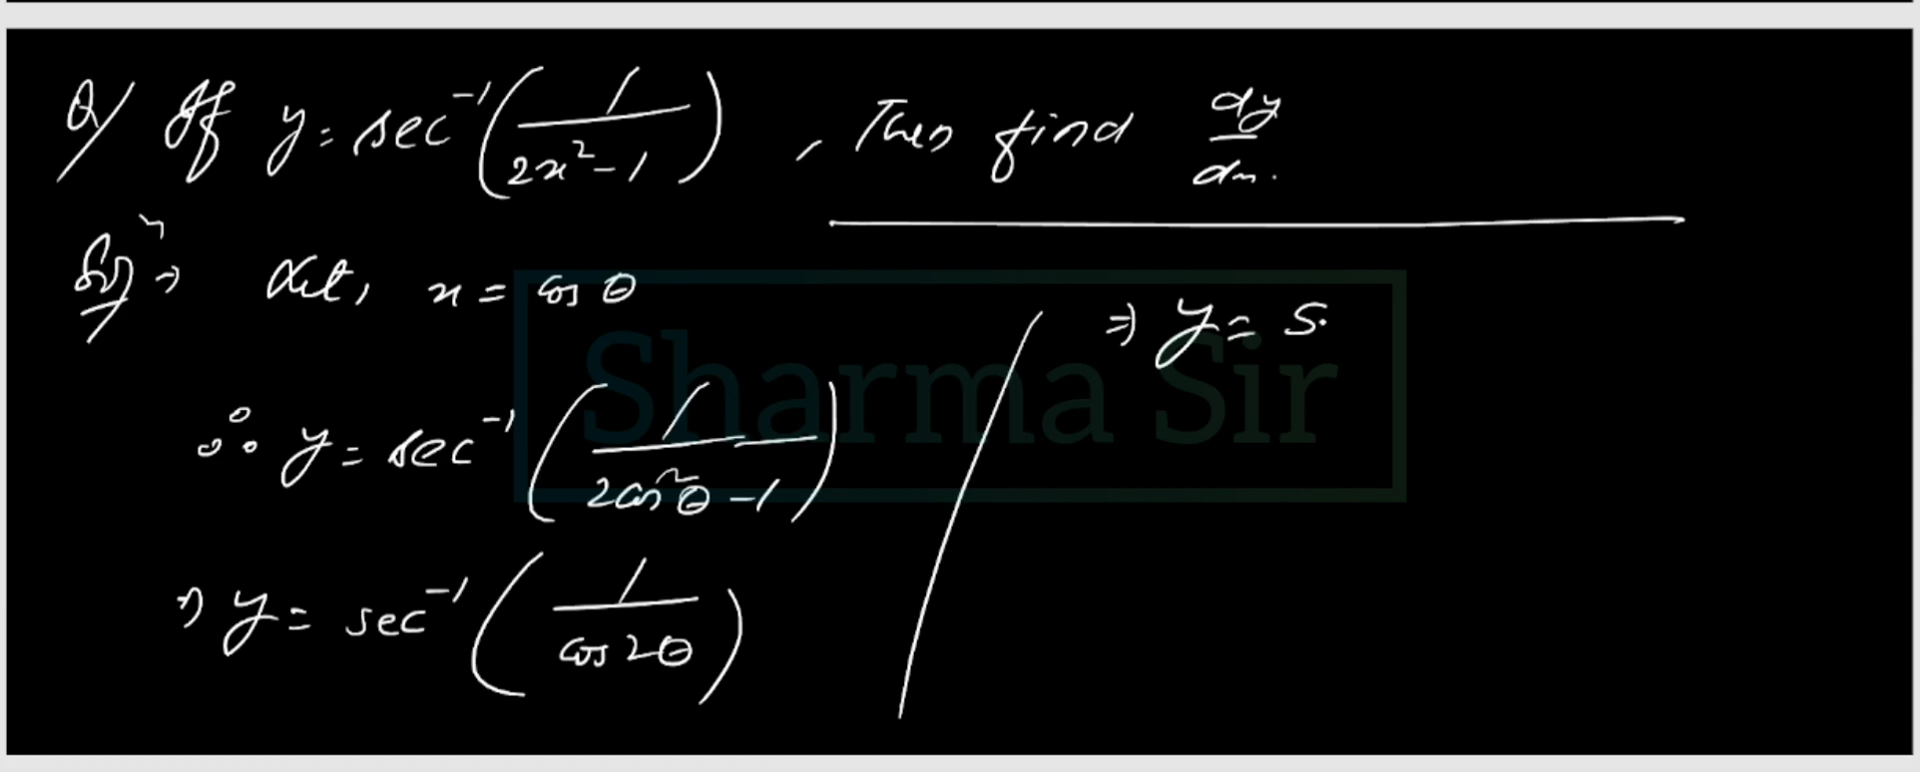 Q/ If y = sec⁻¹(1/(2x²-1)), Then find dy/dx.
Solⁿ ⇒ Let, x = cos θ
∴ y = sec⁻¹(1/(2cos²θ-1))
⇒ y = sec⁻¹(1/(cos 2θ))
⇒ y = s
Sharma Sir